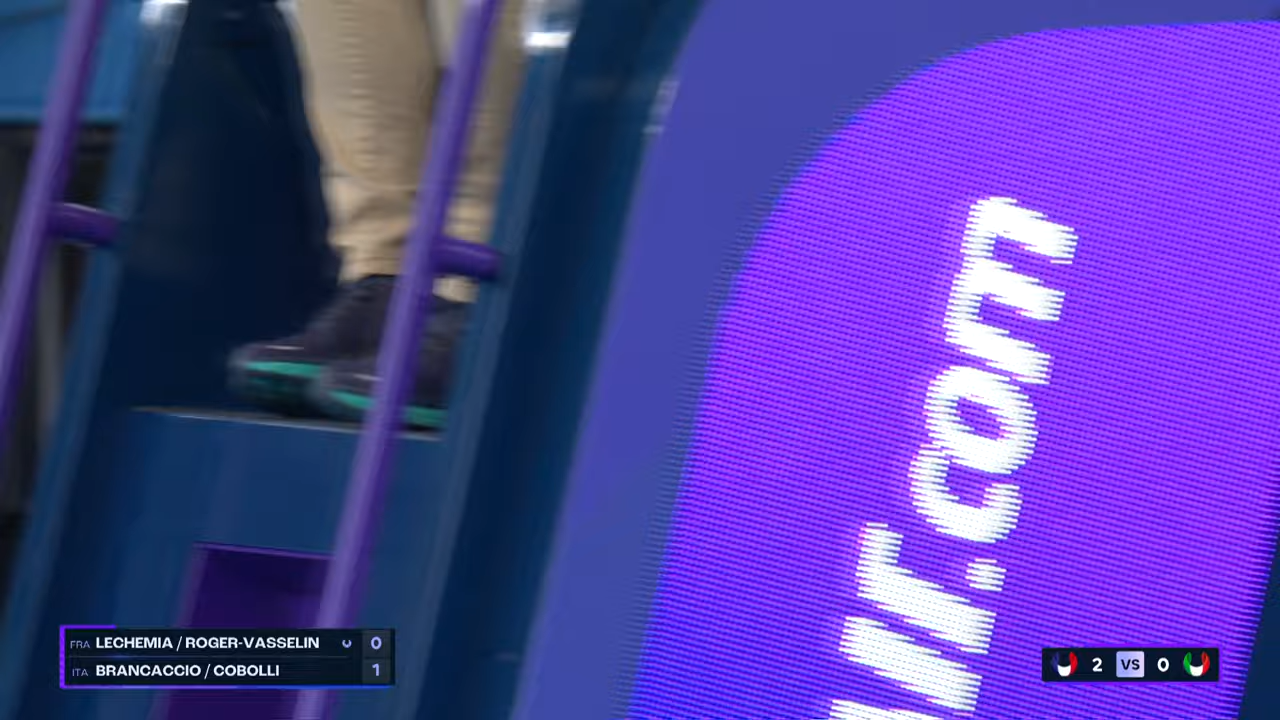 .com
FRA LECHEMIA / ROGER-VASSELIN 0
ITA BRANCACCIO / COBOLLI 1
2 VS 0